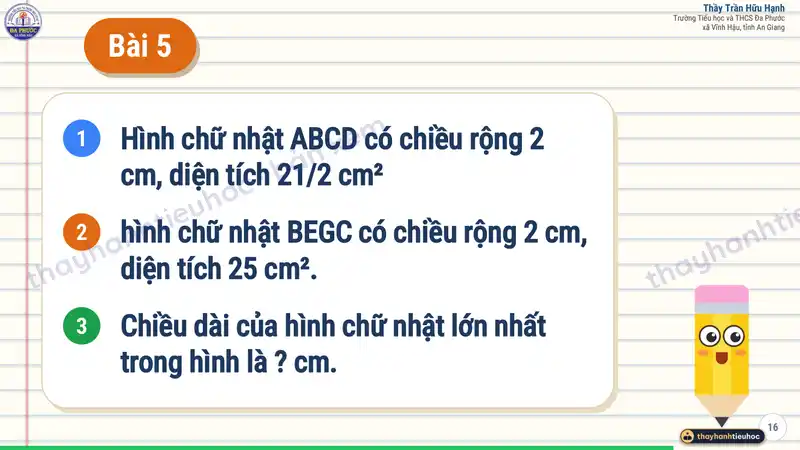 Thầy Trần Hữu Hạnh
Trường Tiểu học và THCS Đa Phước
xã Vĩnh Hậu, tỉnh An Giang
ĐA PHƯỚC
Bài 5
1
Hình chữ nhật ABCD có chiều rộng 2
cm, diện tích 21/2 cm²
2
hình chữ nhật BEGC có chiều rộng 2 cm,
diện tích 25 cm².
3
Chiều dài của hình chữ nhật lớn nhất
trong hình là ? cm.
thayhanhtieuhoc
16